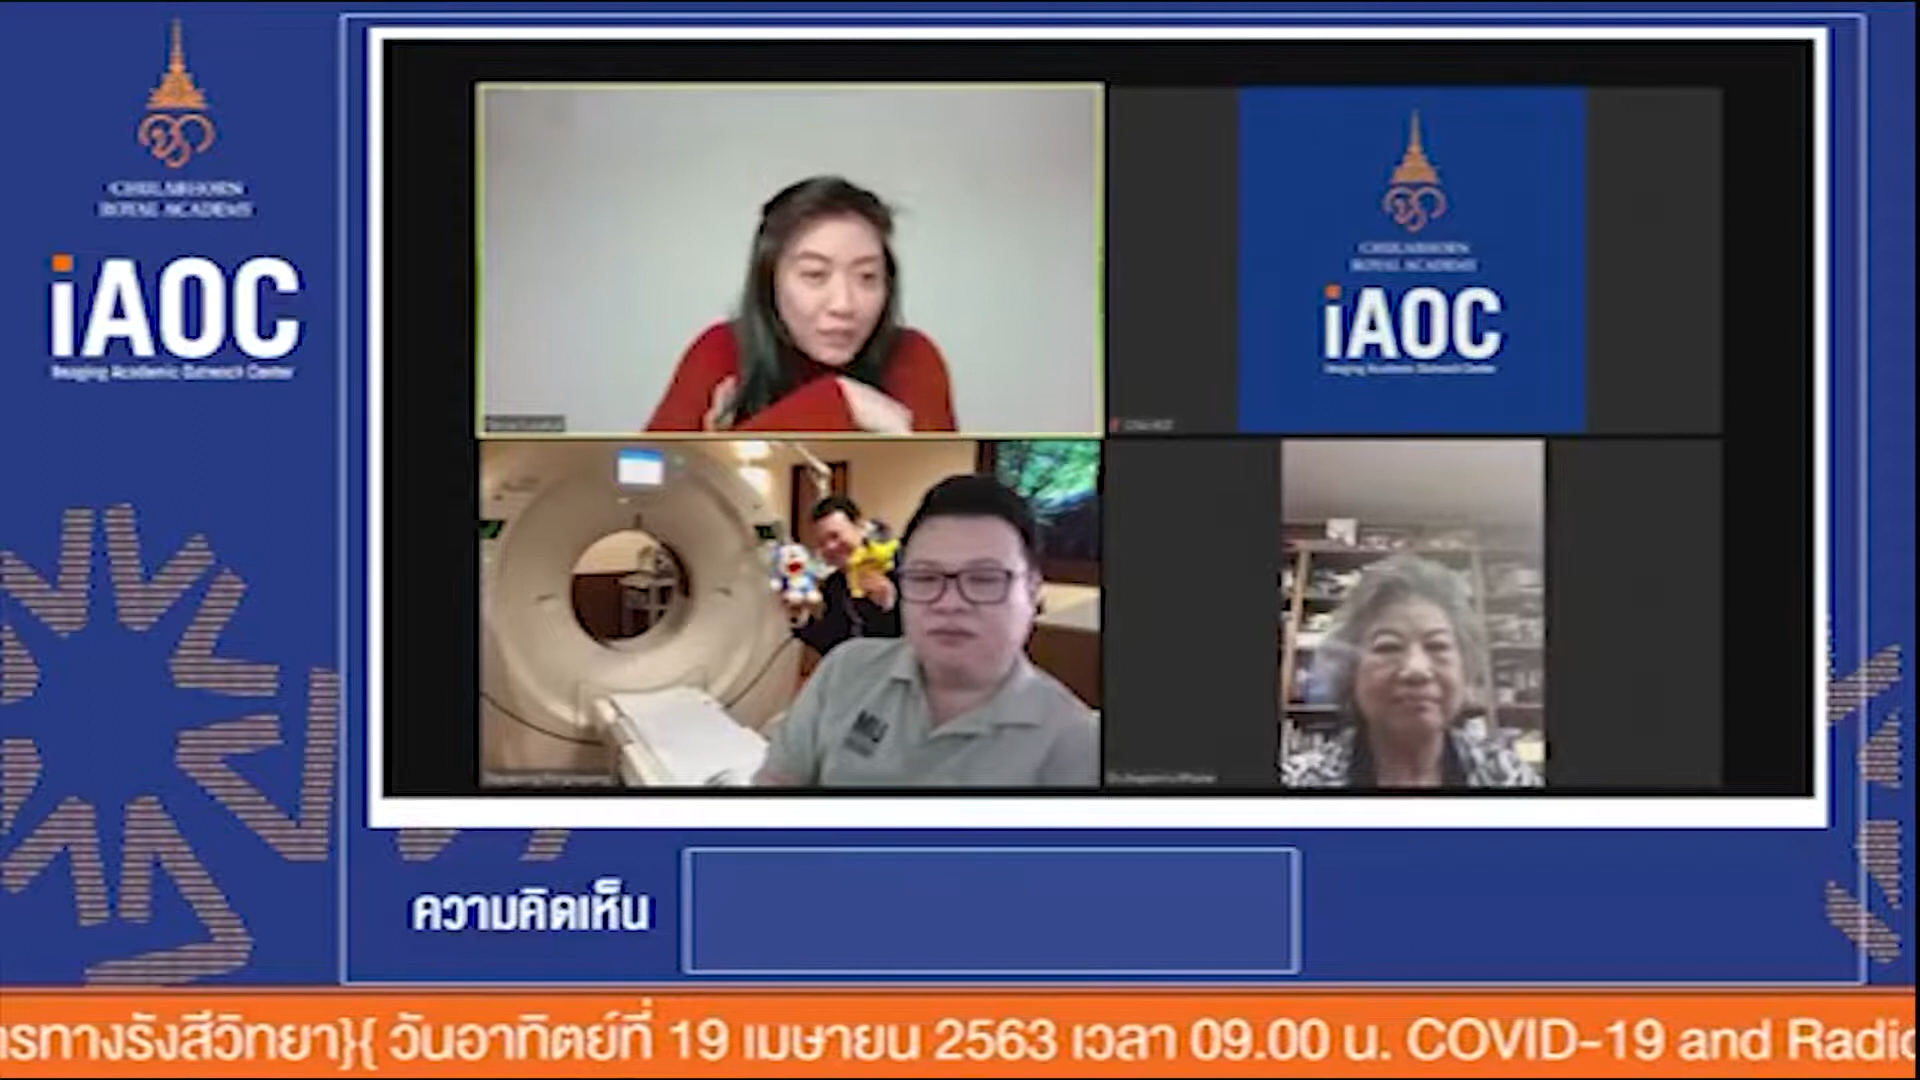 CHULABHORN
ROYAL ACADEMY
iAOC
Imaging Academic Outreach Center
CHULABHORN
ROYAL ACADEMY
iAOC
Imaging Academic Outreach Center
MU
ความคิดเห็น
ารทางรังสีวิทยา}{ วันอาทิตย์ที่ 19 เมษายน 2563 เวลา 09.00 น. COVID-19 and Radio